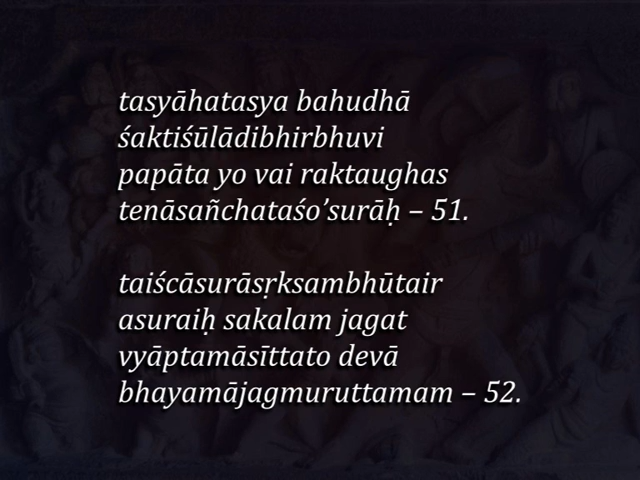 tasyāhatasya bahudhā
śaktiśūlādibhirbhuvi
papāta yo vai raktaughas
tenāsañchataśo’surāḥ – 51.
taiścāsurāsṛksambhūtair
asuraiḥ sakalam jagat
vyāptamāsīttato devā
bhayamājagmuruttamam – 52.